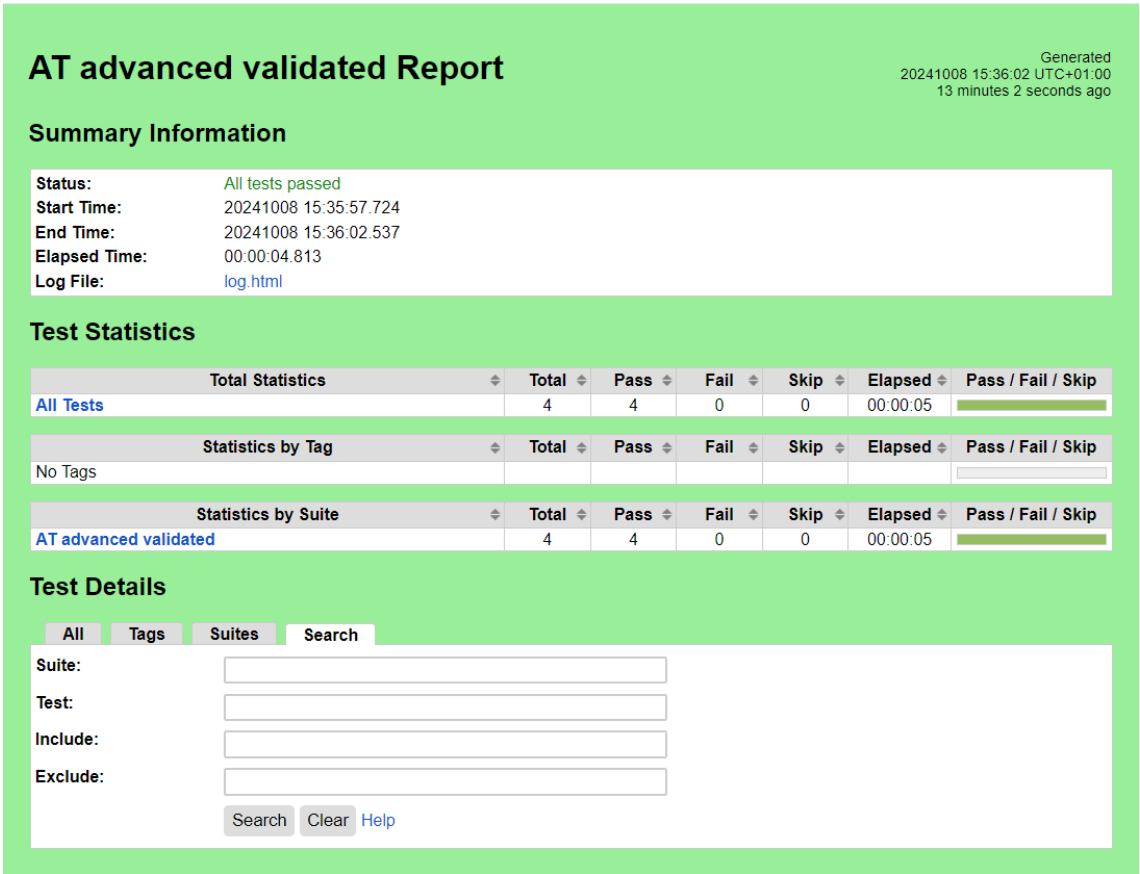 AT advanced validated Report
Generated
20241008 15:36:02 UTC+01:00
13 minutes 2 seconds ago
Summary Information
Status: All tests passed
Start Time: 20241008 15:35:57.724
End Time: 20241008 15:36:02.537
Elapsed Time: 00:00:04.813
Log File: log.html
Test Statistics
Total Statistics Total Pass Fail Skip Elapsed Pass / Fail / Skip
All Tests 4 4 0 0 00:00:05
Statistics by Tag Total Pass Fail Skip Elapsed Pass / Fail / Skip
No Tags
Statistics by Suite Total Pass Fail Skip Elapsed Pass / Fail / Skip
AT advanced validated 4 4 0 0 00:00:05
Test Details
All Tags Suites Search
Suite:
Test:
Include:
Exclude:
Search Clear Help